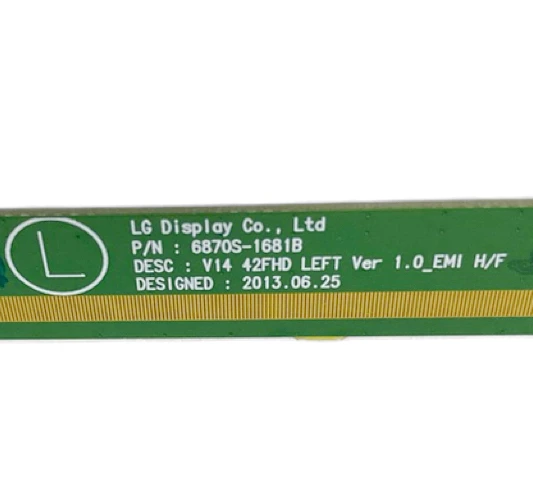 L
LG Display Co., Ltd
P/N : 6870S-1681B
DESC : V14 42FHD LEFT Ver 1.0_EMI H/F
DESIGNED : 2013.06.25